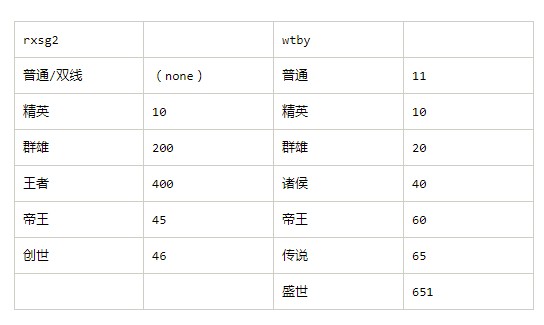 rxsg2 wtby
普通/双线 （none） 普通 11
精英 10 精英 10
群雄 200 群雄 20
王者 400 诸侯 40
帝王 45 帝王 60
创世 46 传说 65
盛世 651